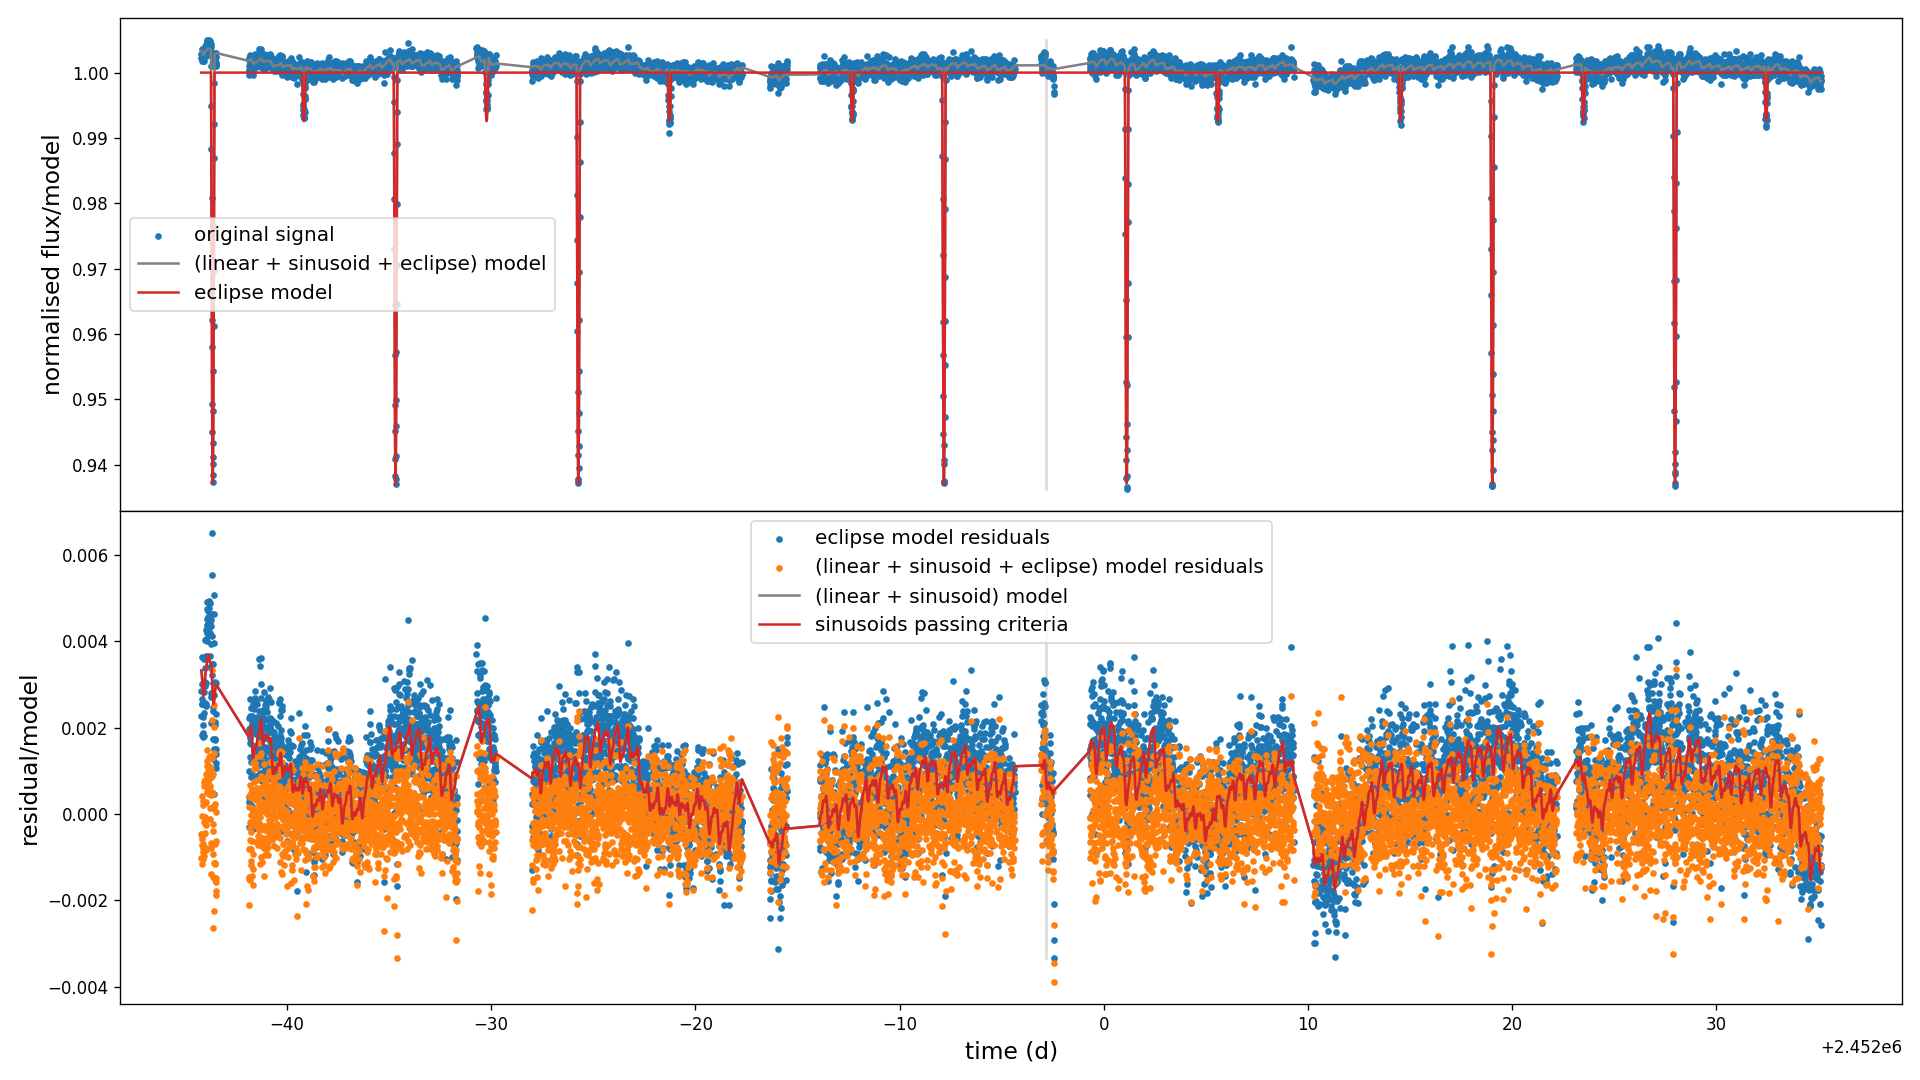 normalised flux/model
1.00
0.99
0.98
0.97
0.96
0.95
0.94
original signal
(linear + sinusoid + eclipse) model
eclipse model
residual/model
0.006
0.004
0.002
0.000
−0.002
−0.004
eclipse model residuals
(linear + sinusoid + eclipse) model residuals
(linear + sinusoid) model
sinusoids passing criteria
−40 −30 −20 −10 0 10 20 30
time (d)
+2.452e6